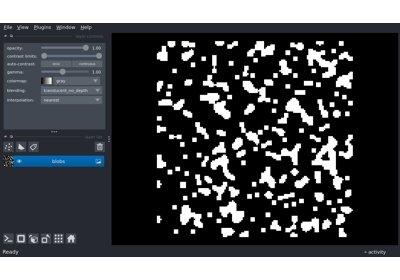 File View Plugins Window Help
opacity: 1.00
contrast limits:
auto-contrast: once continuous
gamma: 1.00
colormap: gray
blending: translucent_no_depth
interpolation: nearest
blobs
Ready
activity